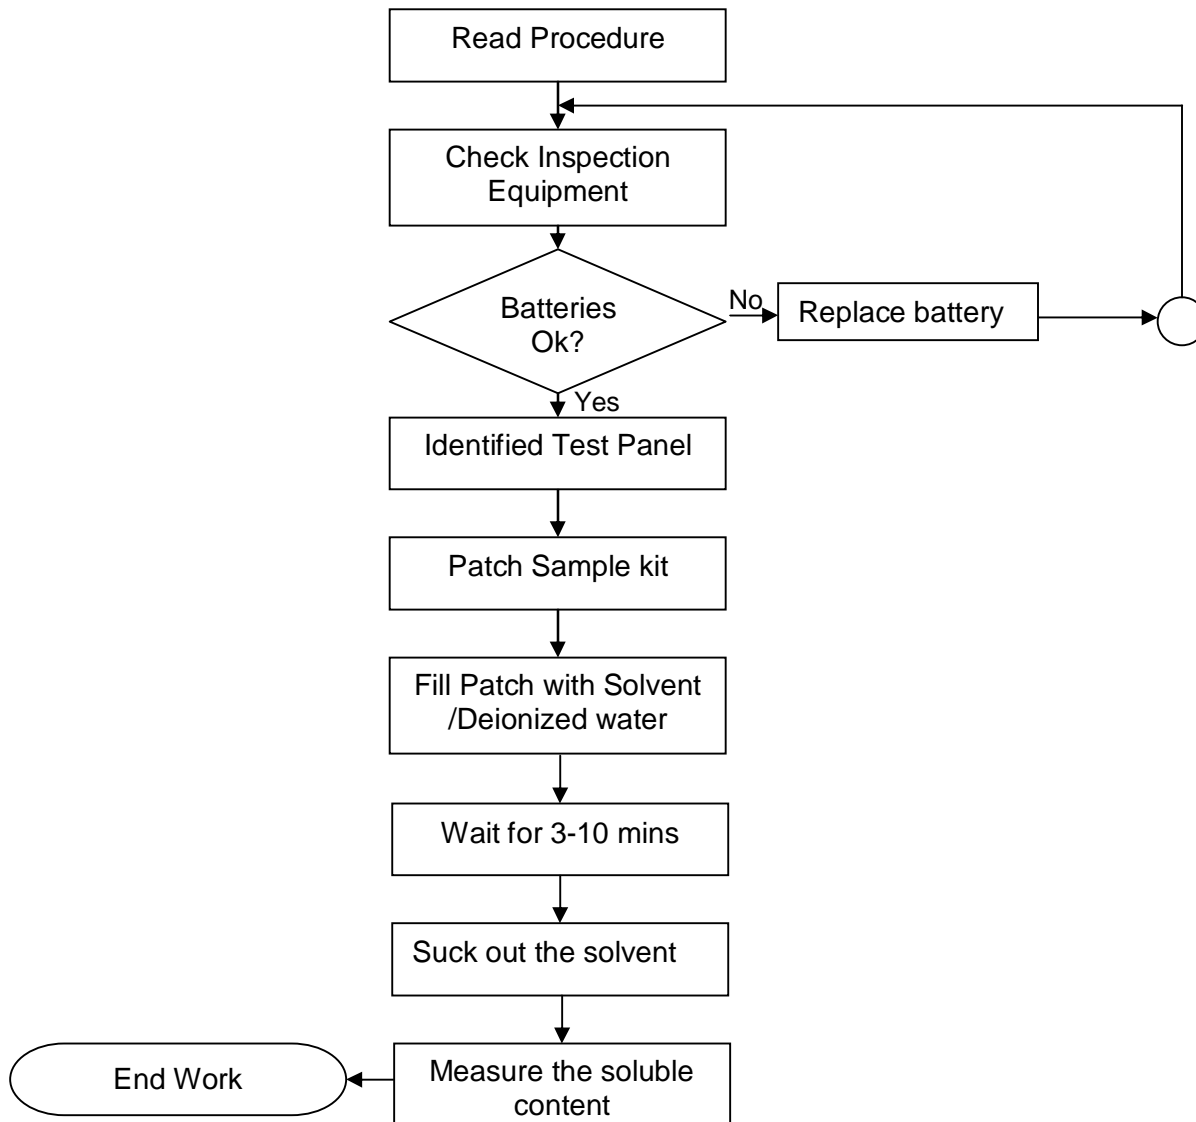 Read Procedure
Check Inspection
Equipment
Batteries
Ok?
No
Replace battery
Yes
Identified Test Panel
Patch Sample kit
Fill Patch with Solvent
/Deionized water
Wait for 3-10 mins
Suck out the solvent
Measure the soluble
content
End Work